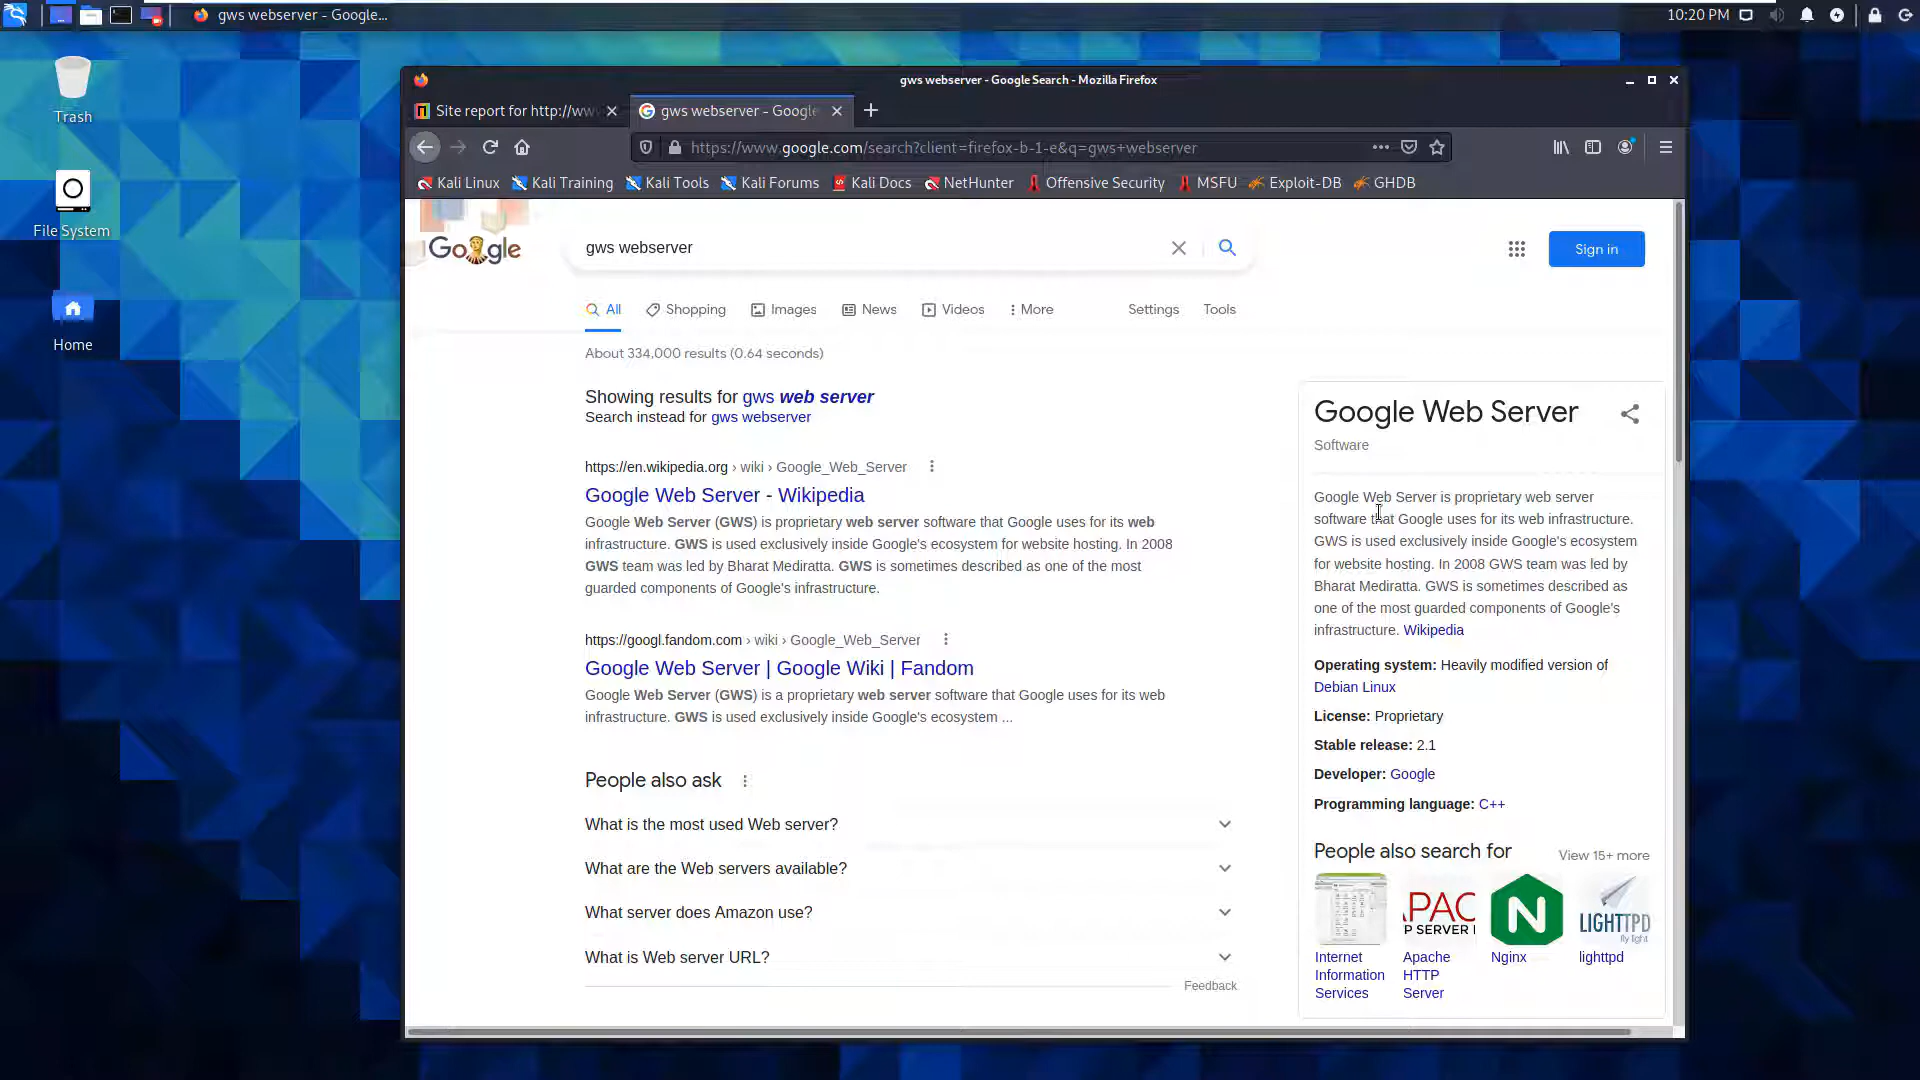 gws webserver - Google...
10:20 PM
Trash
File System
Home
gws webserver - Google Search - Mozilla Firefox
Site report for http://www
gws webserver - Google
https://www.google.com/search?client=firefox-b-1-e&q=gws+webserver
Kali Linux
Kali Training
Kali Tools
Kali Forums
Kali Docs
NetHunter
Offensive Security
MSFU
Exploit-DB
GHDB
Google
gws webserver
Sign in
All
Shopping
Images
News
Videos
More
Settings
Tools
About 334,000 results (0.64 seconds)
Showing results for gws web server
Search instead for gws webserver
https://en.wikipedia.org › wiki › Google_Web_Server
Google Web Server - Wikipedia
Google Web Server (GWS) is proprietary web server software that Google uses for its web
infrastructure. GWS is used exclusively inside Google's ecosystem for website hosting. In 2008
GWS team was led by Bharat Mediratta. GWS is sometimes described as one of the most
guarded components of Google's infrastructure.
https://googl.fandom.com › wiki › Google_Web_Server
Google Web Server | Google Wiki | Fandom
Google Web Server (GWS) is a proprietary web server software that Google uses for its web
infrastructure. GWS is used exclusively inside Google's ecosystem ...
People also ask
What is the most used Web server?
What are the Web servers available?
What server does Amazon use?
What is Web server URL?
Feedback
Google Web Server
Software
Google Web Server is proprietary web server
software that Google uses for its web infrastructure.
GWS is used exclusively inside Google's ecosystem
for website hosting. In 2008 GWS team was led by
Bharat Mediratta. GWS is sometimes described as
one of the most guarded components of Google's
infrastructure. Wikipedia
Operating system: Heavily modified version of
Debian Linux
License: Proprietary
Stable release: 2.1
Developer: Google
Programming language: C++
People also search for
View 15+ more
APAC
P SERVER
N
LIGHTTPD
fly light
Internet
Information
Services
Apache
HTTP
Server
Nginx
lighttpd